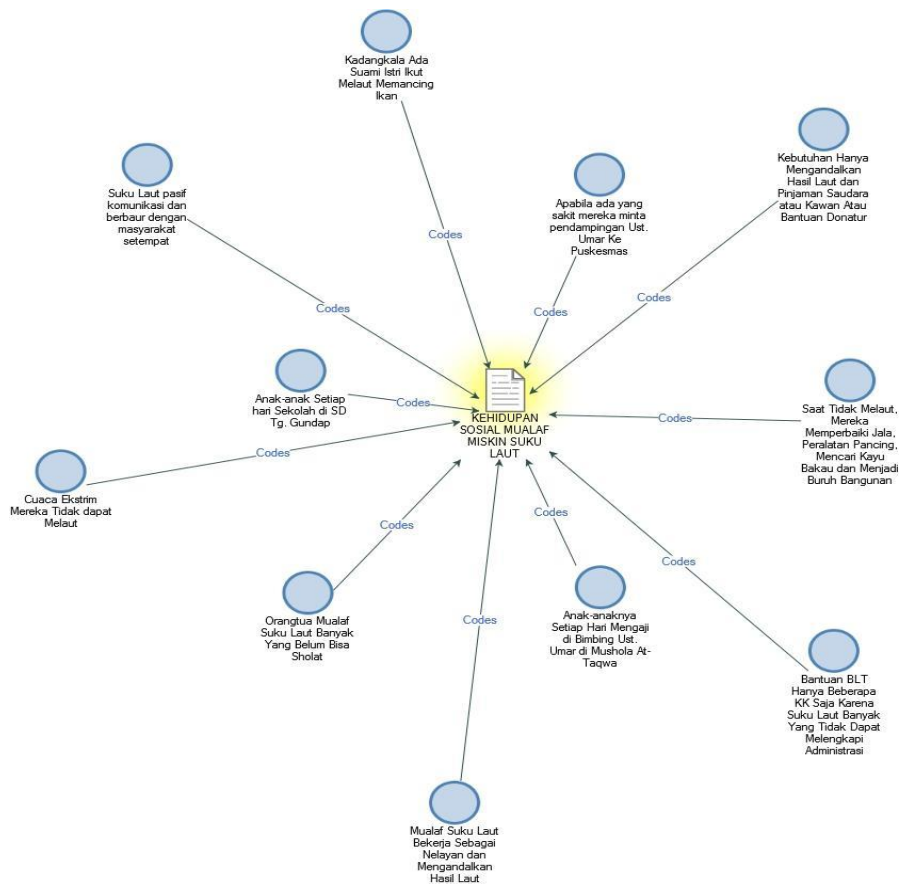 Kadangkala Ada
Suami Istri Ikut
Melaut Memancing
Ikan
Kebutuhan Hanya
Mengandalkan
Hasil Laut dan
Pinjaman Saudara
atau Kawan Atau
Bantuan Donatur
Suku Laut pasif
komunikasi dan
berbaur dengan
masyarakat
setempat
Apabila ada yang
sakit mereka minta
pendampingan Ust.
Umar Ke
Puskesmas
Codes
Codes
Codes
Codes
Codes
Anak-anak Setiap
hari Sekolah di SD
Tg. Gundap
Codes
KEHIDUPAN
SOSIAL MUALAF
MISKIN SUKU
LAUT
Codes
Saat Tidak Melaut,
Mereka
Memperbaiki Jala,
Peralatan Pancing,
Mencari Kayu
Bakau dan Menjadi
Buruh Bangunan
Codes
Cuaca Ekstrim
Mereka Tidak dapat
Melaut
Codes
Codes
Codes
Codes
Orangtua Mualaf
Suku Laut Banyak
Yang Belum Bisa
Sholat
Anak-anaknya
Setiap Hari Mengaji
di Bimbing Ust.
Umar di Mushola At-
Taqwa
Bantuan BLT
Hanya Beberapa
KK Saja Karena
Suku Laut Banyak
Yang Tidak Dapat
Melengkapi
Administrasi
Mualaf Suku Laut
Bekerja Sebagai
Nelayan dan
Mengandalkan
Hasil Laut